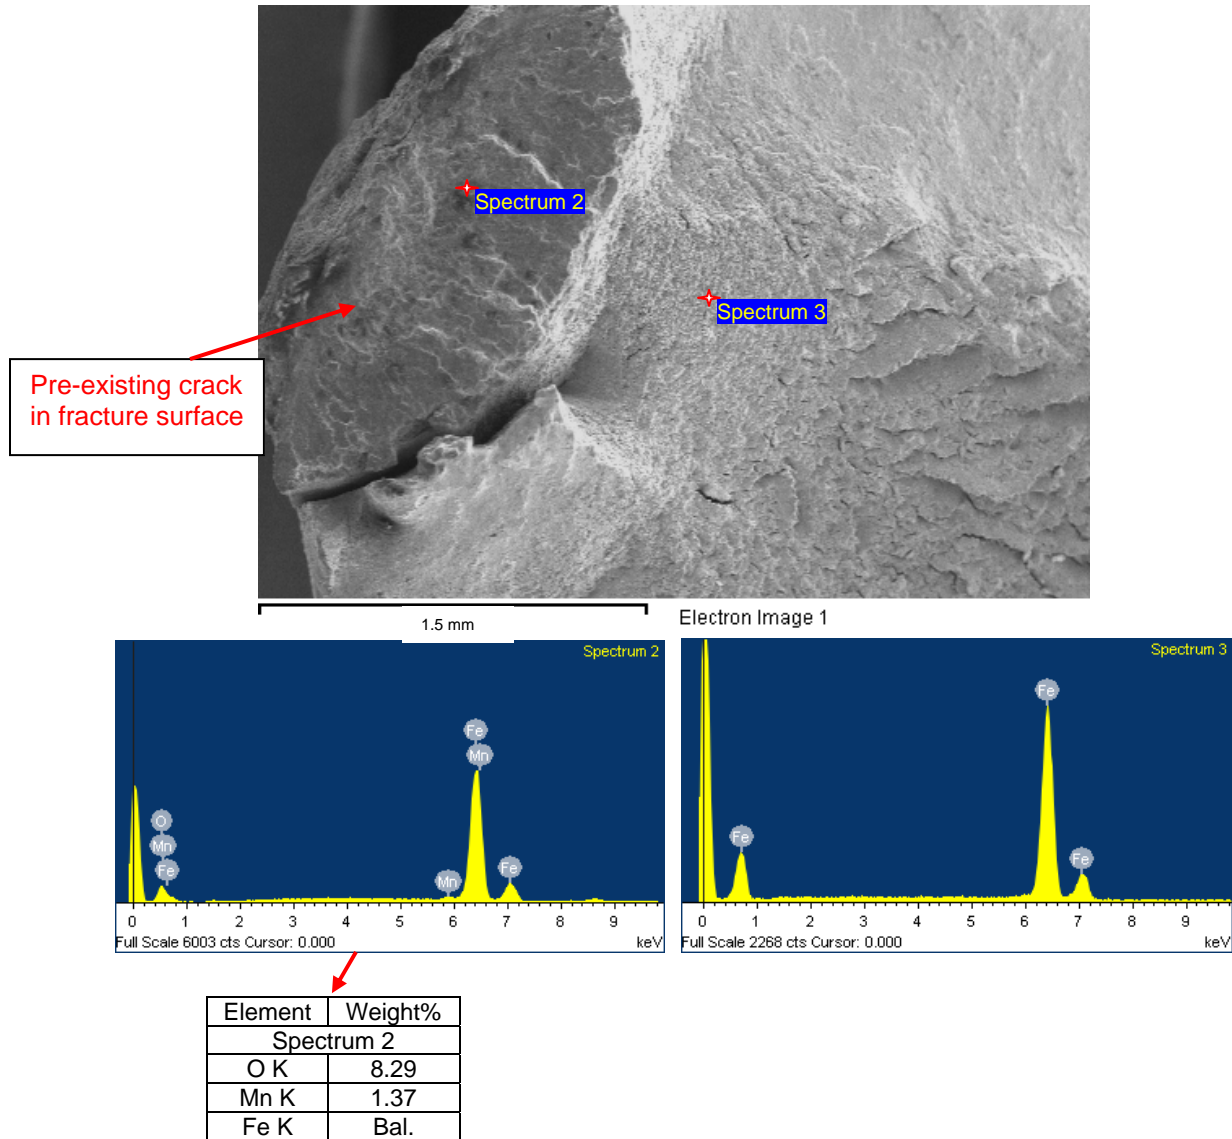 Spectrum 2
Spectrum 3
Pre-existing crack
in fracture surface
1.5 mm
Electron Image 1
Spectrum 2
O
Mn
Fe
Fe
Mn
Mn
Fe
0 1 2 3 4 5 6 7 8 9
Full Scale 6003 cts Cursor: 0.000 keV
Spectrum 3
Fe
Fe
Fe
0 1 2 3 4 5 6 7 8 9
Full Scale 2268 cts Cursor: 0.000 keV
Element Weight%
Spectrum 2
O K 8.29
Mn K 1.37
Fe K Bal.